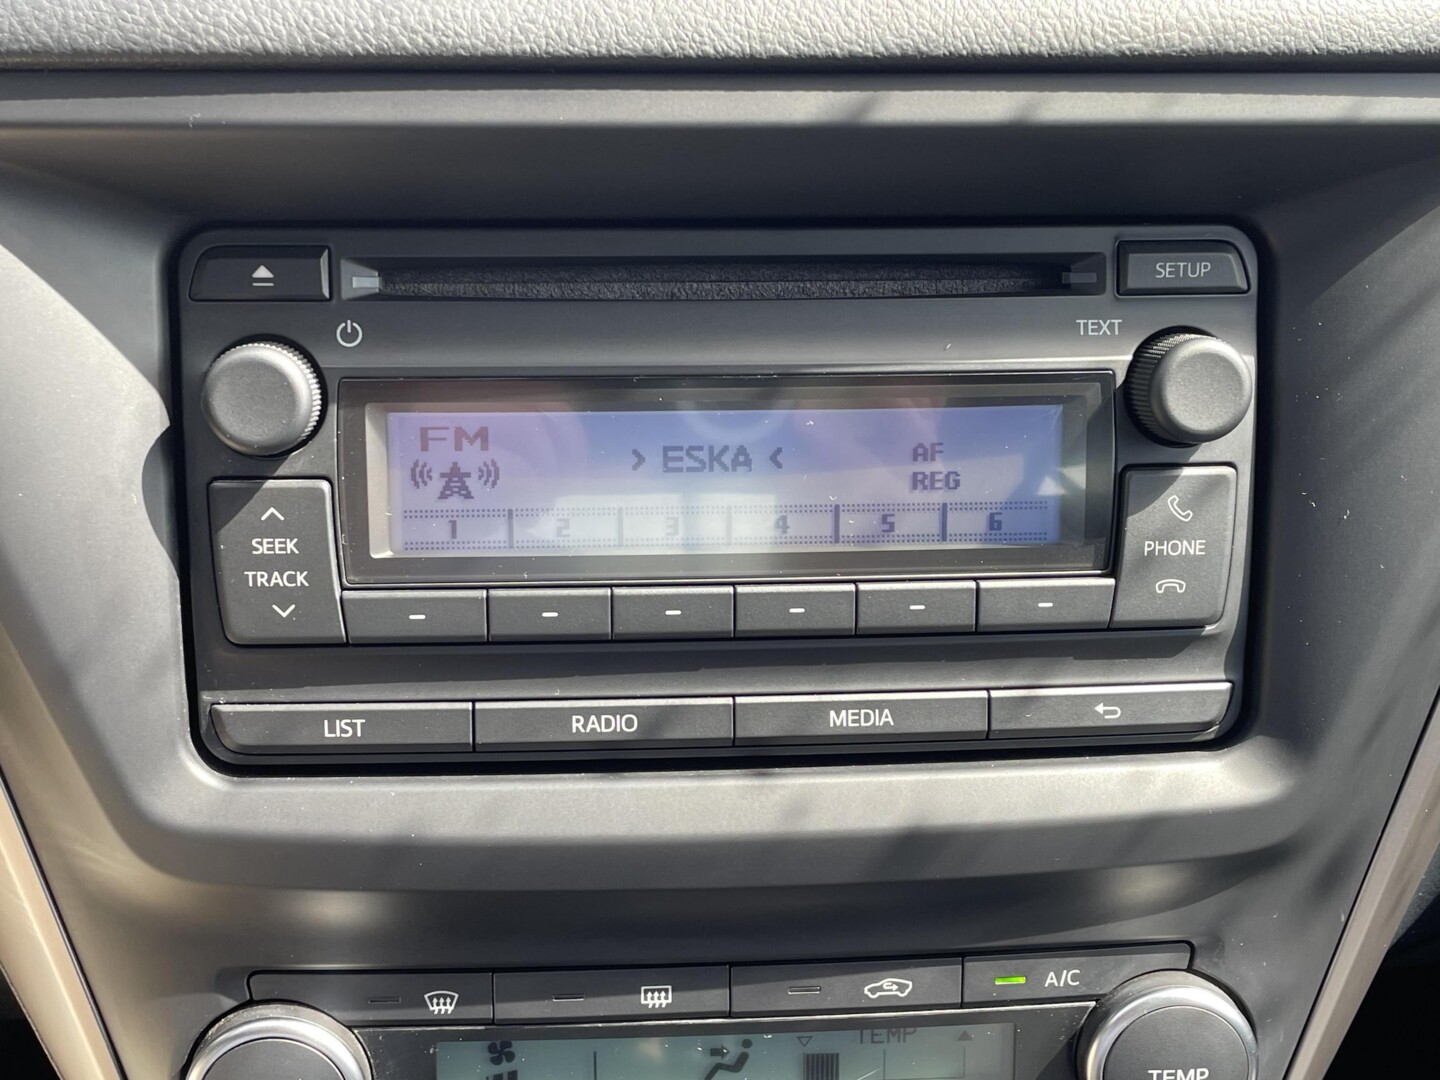 SETUP
TEXT
FM
> ESKA <
AF
REG
1 2 3 4 5 6
SEEK
TRACK
PHONE
LIST RADIO MEDIA
A/C
TEMP
TEMP